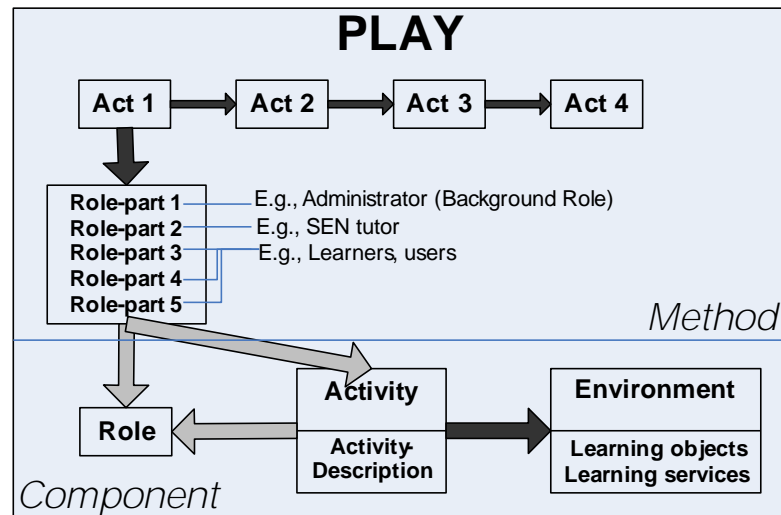 PLAY
Act 1
Act 2
Act 3
Act 4
Role-part 1
Role-part 2
Role-part 3
Role-part 4
Role-part 5
E.g., Administrator (Background Role)
E.g., SEN tutor
E.g., Learners, users
Method
Role
Activity
Activity-
Description
Environment
Learning objects
Learning services
Component